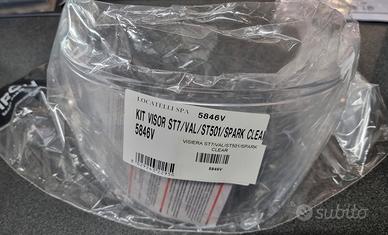 LOCATELLI SPA 5846V
KIT VISOR ST7/VAL/ST501/SPARK CLEAR
5846V
VISIERA ST7/VAL/ST501/SPARK
CLEAR
5846V
subito